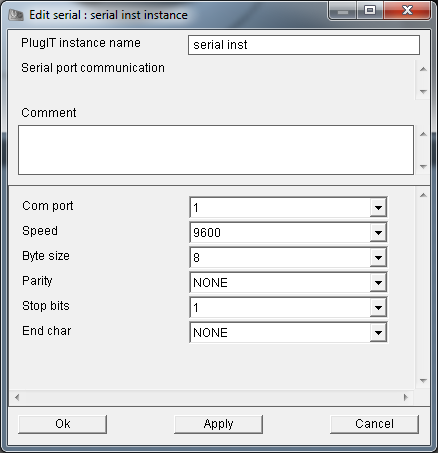 Edit serial : serial inst instance
PlugIT instance name serial inst
Serial port communication
Comment
Com port 1
Speed 9600
Byte size 8
Parity NONE
Stop bits 1
End char NONE
Ok Apply Cancel